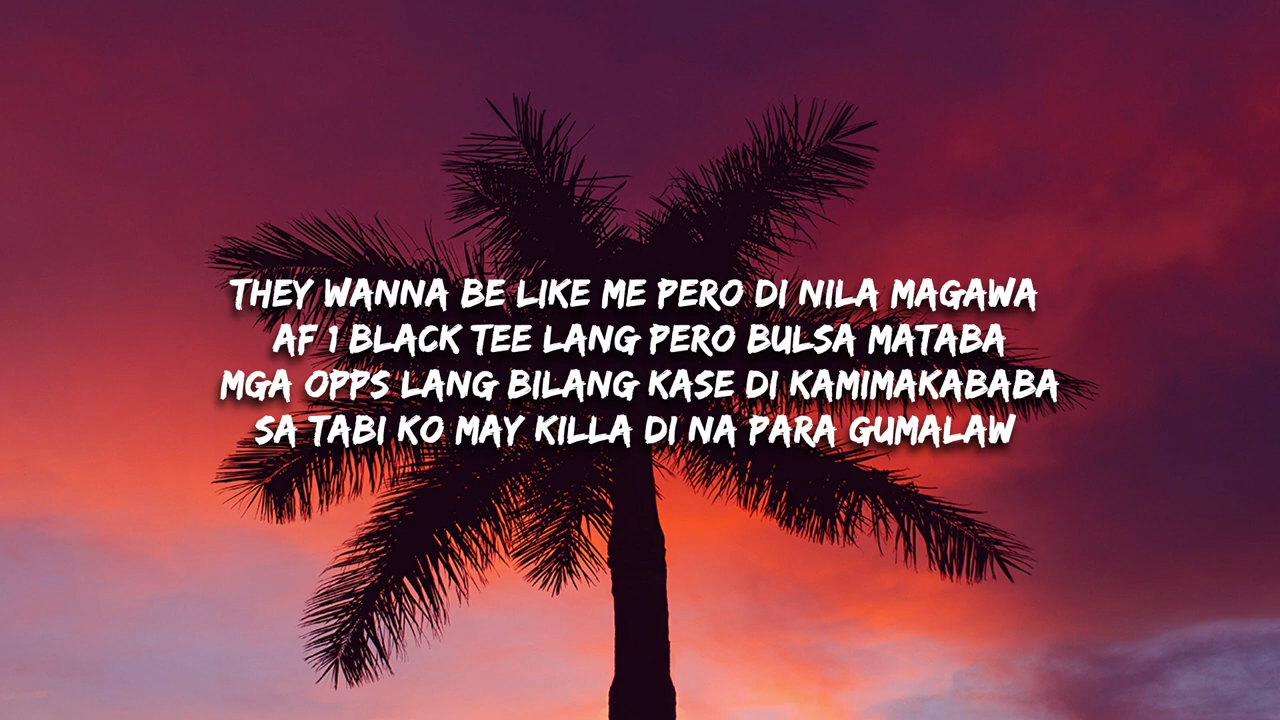 THEY WANNA BE LIKE ME PERO DI NILA MAGAWA
AF 1 BLACK TEE LANG PERO BULSA MATABA
MGA OPPS LANG BILANG KASE DI KAMIMAKABABA
SA TABI KO MAY KILLA DI NA PARA GUMALAW